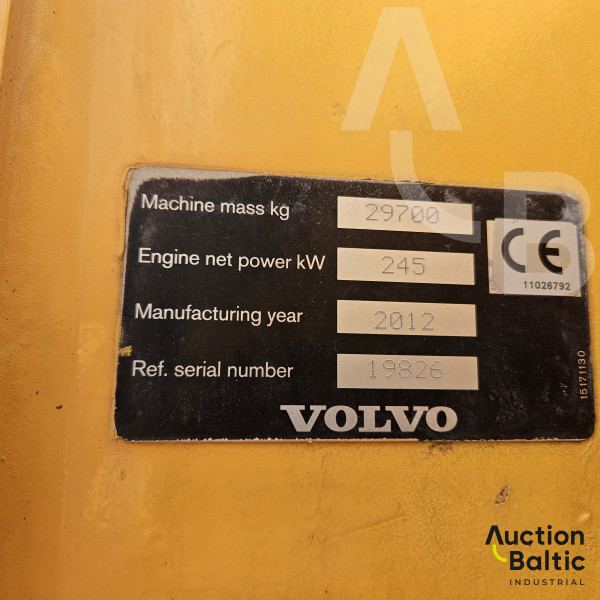 Machine mass kg 29700
Engine net power kW 245
Manufacturing year 2012
Ref. serial number 19826
CE
11026792
15171130
VOLVO
AB
Auction
Baltic
INDUSTRIAL